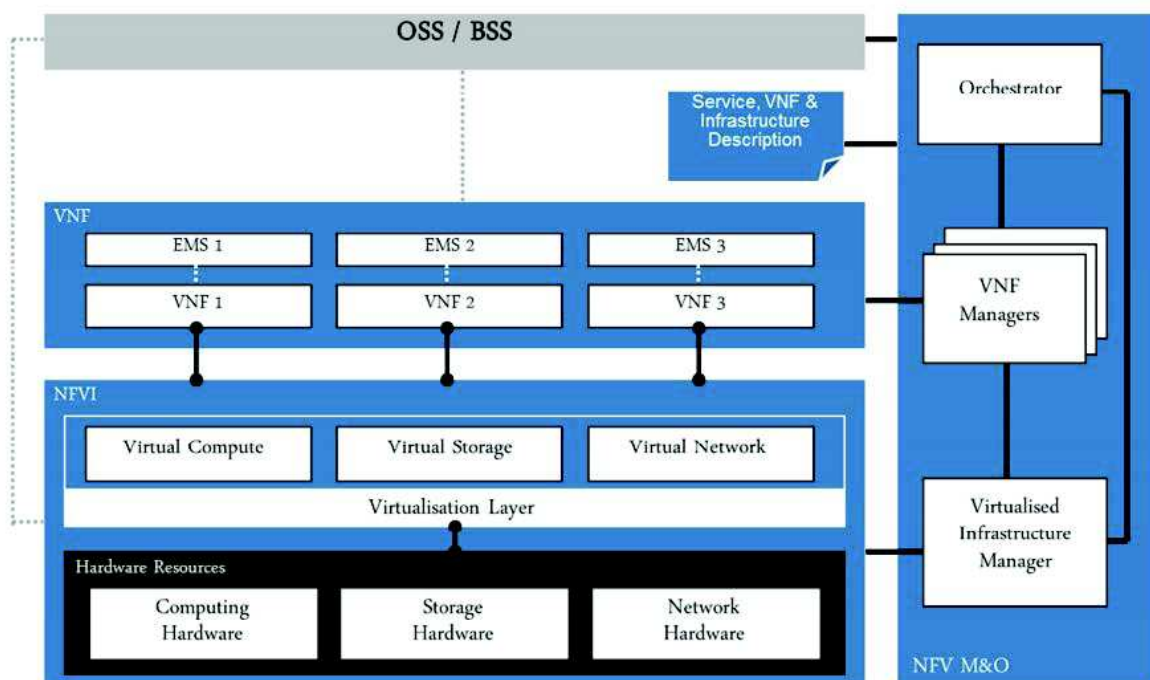 OSS / BSS
Service, VNF &
Infrastructure
Description
Orchestrator
VNF
EMS 1
EMS 2
EMS 3
VNF 1
VNF 2
VNF 3
VNF
Managers
NFVI
Virtual Compute
Virtual Storage
Virtual Network
Virtualisation Layer
Virtualised
Infrastructure
Manager
Hardware Resources
Computing
Hardware
Storage
Hardware
Network
Hardware
NFV M&O